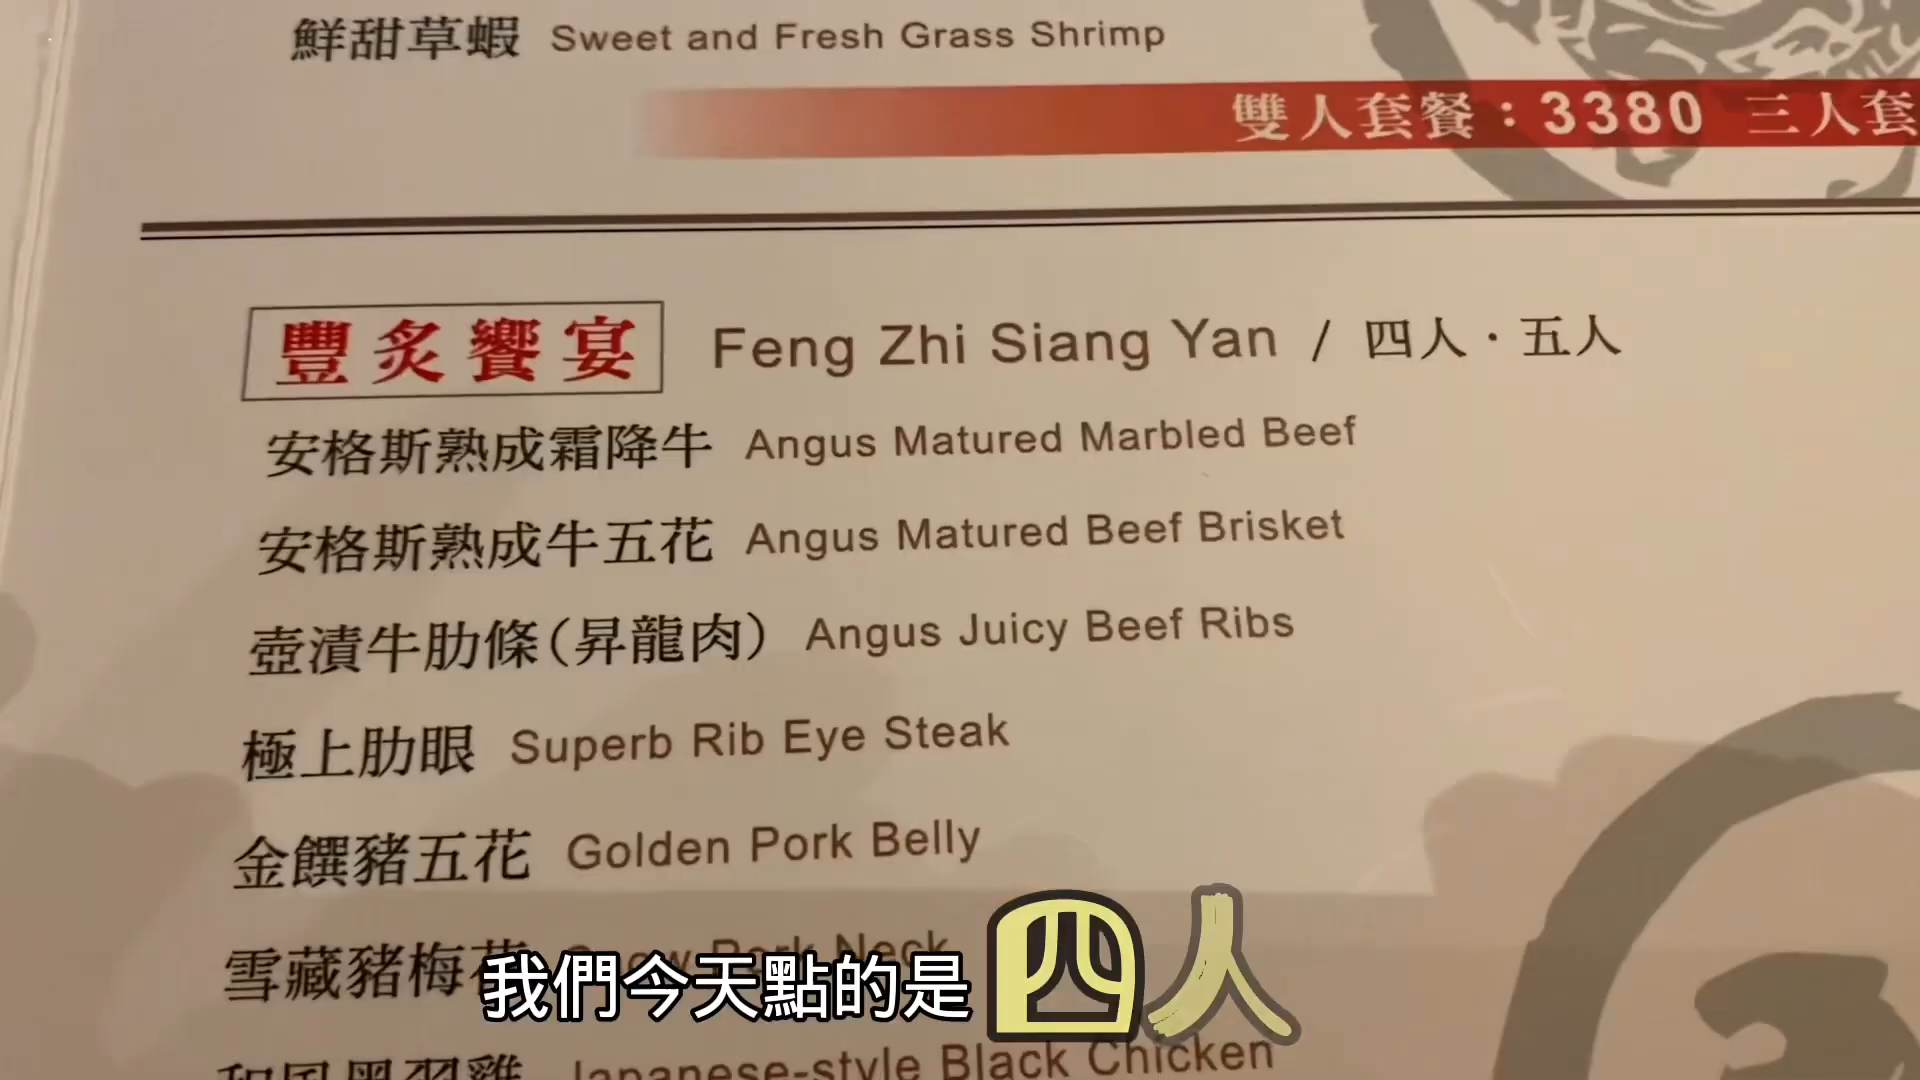 鮮甜草蝦 Sweet and Fresh Grass Shrimp
雙人套餐：3380 三人套
豐炙饗宴 Feng Zhi Siang Yan / 四人·五人
安格斯熟成霜降牛 Angus Matured Marbled Beef
安格斯熟成牛五花 Angus Matured Beef Brisket
壺漬牛肋條（昇龍肉） Angus Juicy Beef Ribs
極上肋眼 Superb Rib Eye Steak
金饌豬五花 Golden Pork Belly
雪藏豬梅花 Snow Pork Neck
我們今天點的是四人
Japanese-style Black Chicken